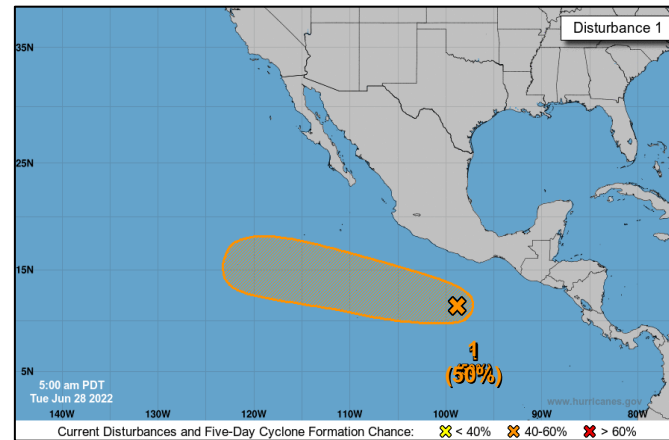 Disturbance 1
35N
25N
15N
5N
1
(50%)
5:00 am PDT
Tue Jun 28 2022
www.hurricanes.gov
140W 130W 120W 110W 100W 90W 80W
Current Disturbances and Five-Day Cyclone Formation Chance: < 40% 40-60% > 60%